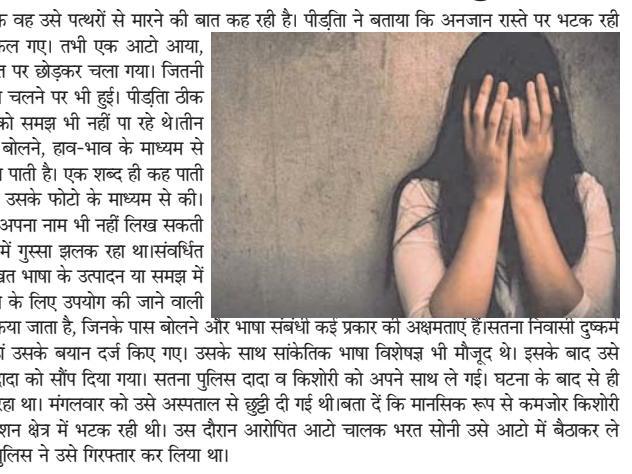 क वह उसे पत्थरों से मारने की बात कह रही है। पीड़िता ने बताया कि अनजान रास्ते पर भटक रही
कल गए। तभी एक आटो आया,
त पर छोड़कर चला गया। जितनी
चलने पर भी हुई। पीड़िता ठीक
को समझ भी नहीं पा रहे थे।तीन
बोलने, हाव-भाव के माध्यम से
पाती है। एक शब्द ही कह पाती
उसके फोटो के माध्यम से की।
अपना नाम भी नहीं लिख सकती
में गुस्सा झलक रहा था।संवर्धित
खत भाषा के उत्पादन या समझ में
के लिए उपयोग की जाने वाली
कया जाता है, जिनके पास बोलने और भाषा संबंधी कई प्रकार की अक्षमताएं हैं।सतना निवासी दुष्कर्म
उसके बयान दर्ज किए गए। उसके साथ सांकेतिक भाषा विशेषज्ञ भी मौजूद थे। इसके बाद उसे
दादा को सौंप दिया गया। सतना पुलिस दादा व किशोरी को अपने साथ ले गई। घटना के बाद से ही
रहा था। मंगलवार को उसे अस्पताल से छुट्टी दी गई थी।बता दें कि मानसिक रूप से कमजोर किशोरी
शन क्षेत्र में भटक रही थी। उस दौरान आरोपित आटो चालक भरत सोनी उसे आटो में बैठाकर ले
पुलिस ने उसे गिरफ्तार कर लिया था।